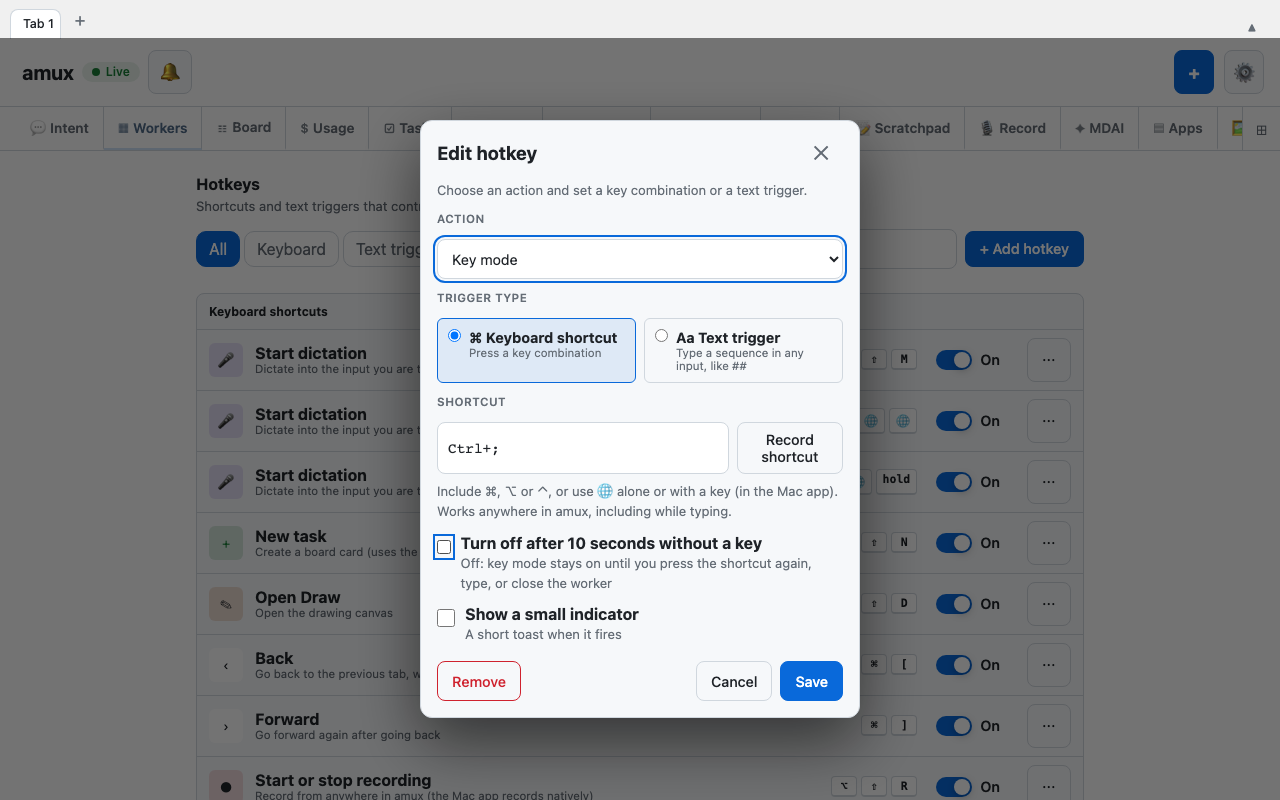 Tab 1 +
▲
amux
Live
+
Intent
Workers
Board
$ Usage
Scratchpad
Record
MDAI
Apps
Hotkeys
Shortcuts and text triggers that
All
Keyboard
Text
+ Add hotkey
Keyboard shortcuts
Start dictation
Dictate into the input you are
⇧ M On ...
Start dictation
Dictate into the input you are
🌐 🌐 On ...
Start dictation
Dictate into the input you are
hold On ...
New task
Create a board card (uses the
⇧ N On ...
Open Draw
Open the drawing canvas
⇧ D On ...
Back
Go back to the previous tab,
⌘ [ On ...
Forward
Go forward again after going back
⌘ ] On ...
Start or stop recording
Record from anywhere in amux (the Mac app records natively)
⌥ ⇧ R On ...
Edit hotkey
Choose an action and set a key combination or a text trigger.
ACTION
Key mode
TRIGGER TYPE
⌘ Keyboard shortcut
Press a key combination
Aa Text trigger
Type a sequence in any
input, like ##
SHORTCUT
Ctrl+;
Record
shortcut
Include ⌘, ⌥ or ^, or use 🌐 alone or with a key (in the Mac app).
Works anywhere in amux, including while typing.
Turn off after 10 seconds without a key
Off: key mode stays on until you press the shortcut again,
type, or close the worker
Show a small indicator
A short toast when it fires
Remove
Cancel
Save